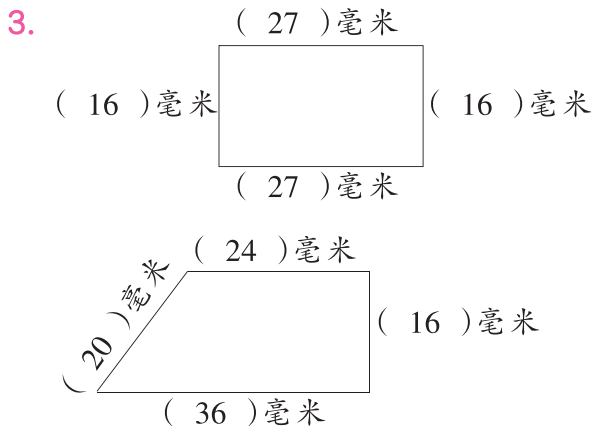 3.
( 27 )毫米
( 16 )毫米 ( 16 )毫米
( 27 )毫米
( 24 )毫米
( 20 )毫米
( 16 )毫米
( 36 )毫米